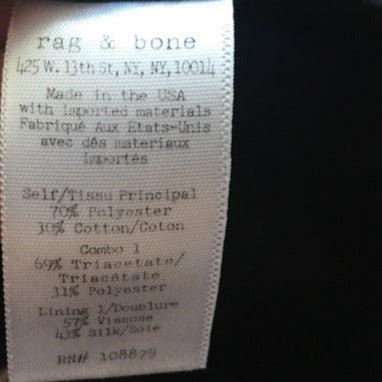 rag & bone
425 W. 13th St, NY, NY, 10014
Made in the USA
with imported materials
Fabriqué Aux Etats-Unis
avec dés materiaux
importés
Self/Tissu Principal
70% Polyester
30% Cotton/Coton
Combo 1
69% Triacetate/
Triacétate
31% Polyester
Lining 1/Doublure
57% Viscose
43% Silk/Soie
RN# 108879